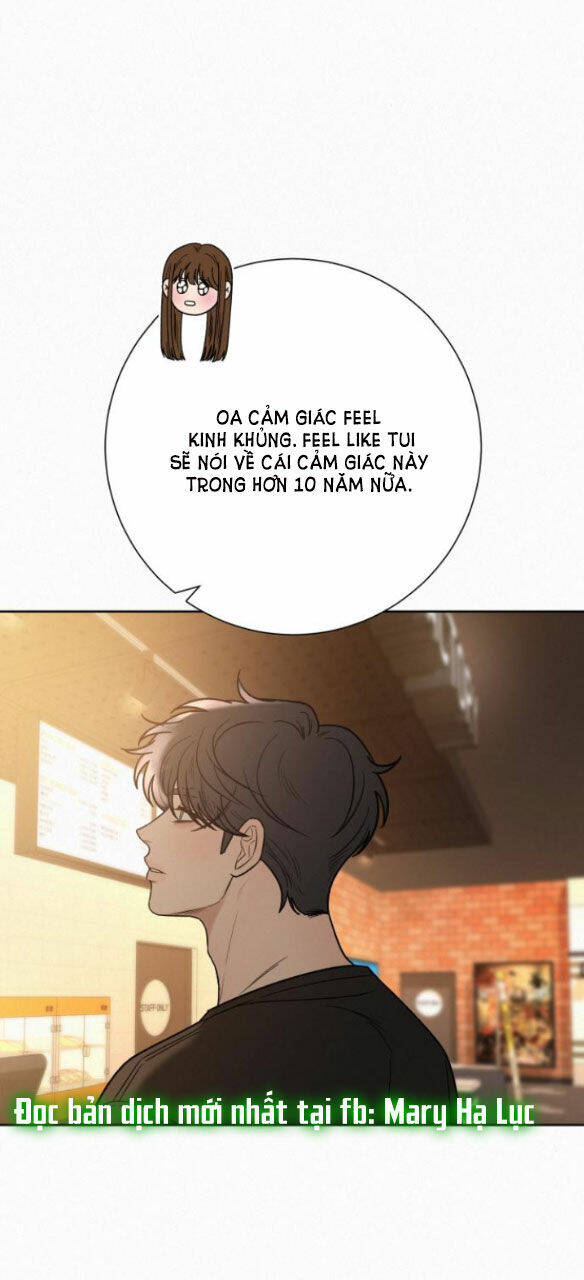 OA CẢM GIÁC FEEL
KINH KHỦNG. FEEL LIKE TUI
SẼ NÓI VỀ CÁI CẢM GIÁC NÀY
TRONG HƠN 10 NĂM NỮA.
STAFF ONLY
Đọc bản dịch mới nhất tại fb: Mary Hạ Lục